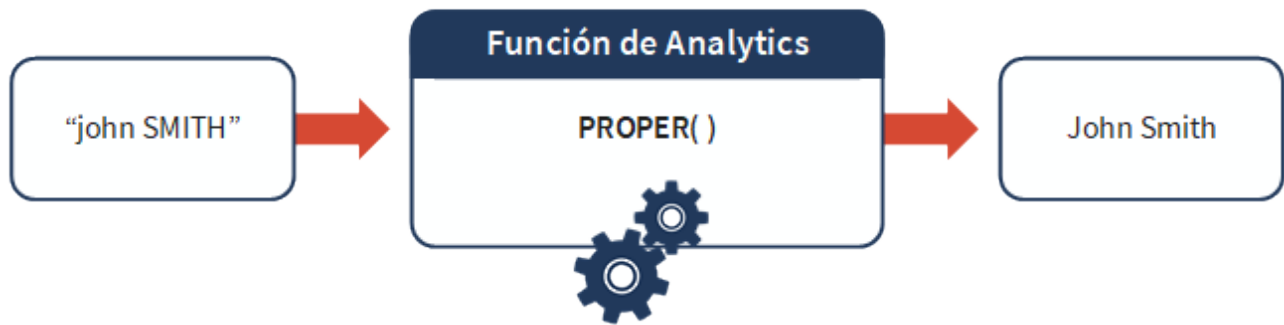 Función de Analytics
“john SMITH”
PROPER( )
John Smith